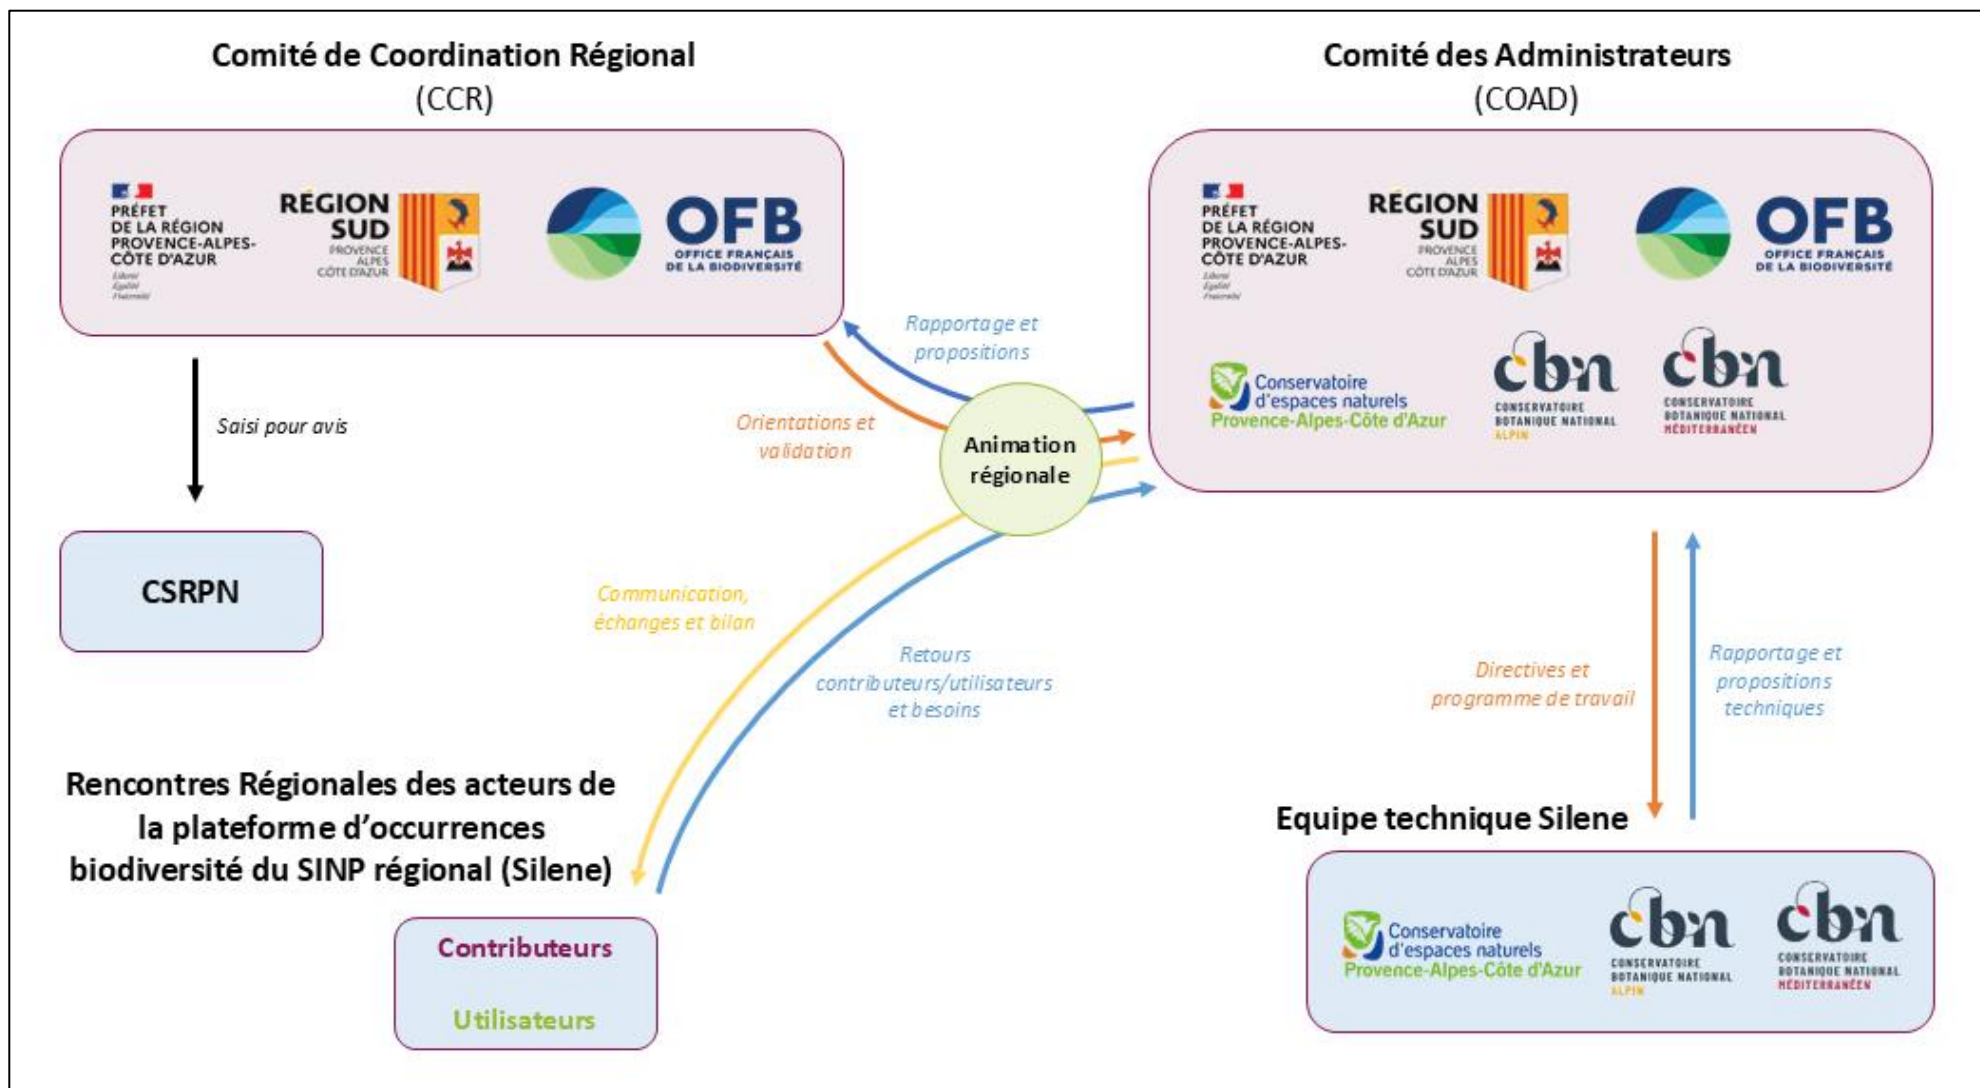 Comité de Coordination Régional
(CCR)
PRÉFET
DE LA RÉGION
PROVENCE-ALPES-
CÔTE D'AZUR
Liberté
Égalité
Fraternité
RÉGION
SUD
PROVENCE
ALPES
CÔTE D'AZUR
OFB
OFFICE FRANÇAIS
DE LA BIODIVERSITÉ
Comité des Administrateurs
(COAD)
PRÉFET
DE LA RÉGION
PROVENCE-ALPES-
CÔTE D'AZUR
Liberté
Égalité
Fraternité
RÉGION
SUD
PROVENCE
ALPES
CÔTE D'AZUR
OFB
OFFICE FRANÇAIS
DE LA BIODIVERSITÉ
Conservatoire
d'espaces naturels
Provence-Alpes-Côte d'Azur
cbn
CONSERVATOIRE
BOTANIQUE NATIONAL
ALPIN
cbn
CONSERVATOIRE
BOTANIQUE NATIONAL
MÉDITERRANÉEN
Rapportage et
propositions
Orientations et
validation
Animation
régionale
Saisi pour avis
CSRPN
Communication,
échanges et bilan
Retours
contributeurs/utilisateurs
et besoins
Directives et
programme de travail
Rapportage et
propositions
techniques
Rencontres Régionales des acteurs de
la plateforme d’occurrences
biodiversité du SINP régional (Silene)
Contributeurs
Utilisateurs
Equipe technique Silene
Conservatoire
d'espaces naturels
Provence-Alpes-Côte d'Azur
cbn
CONSERVATOIRE
BOTANIQUE NATIONAL
ALPIN
cbn
CONSERVATOIRE
BOTANIQUE NATIONAL
MÉDITERRANÉEN